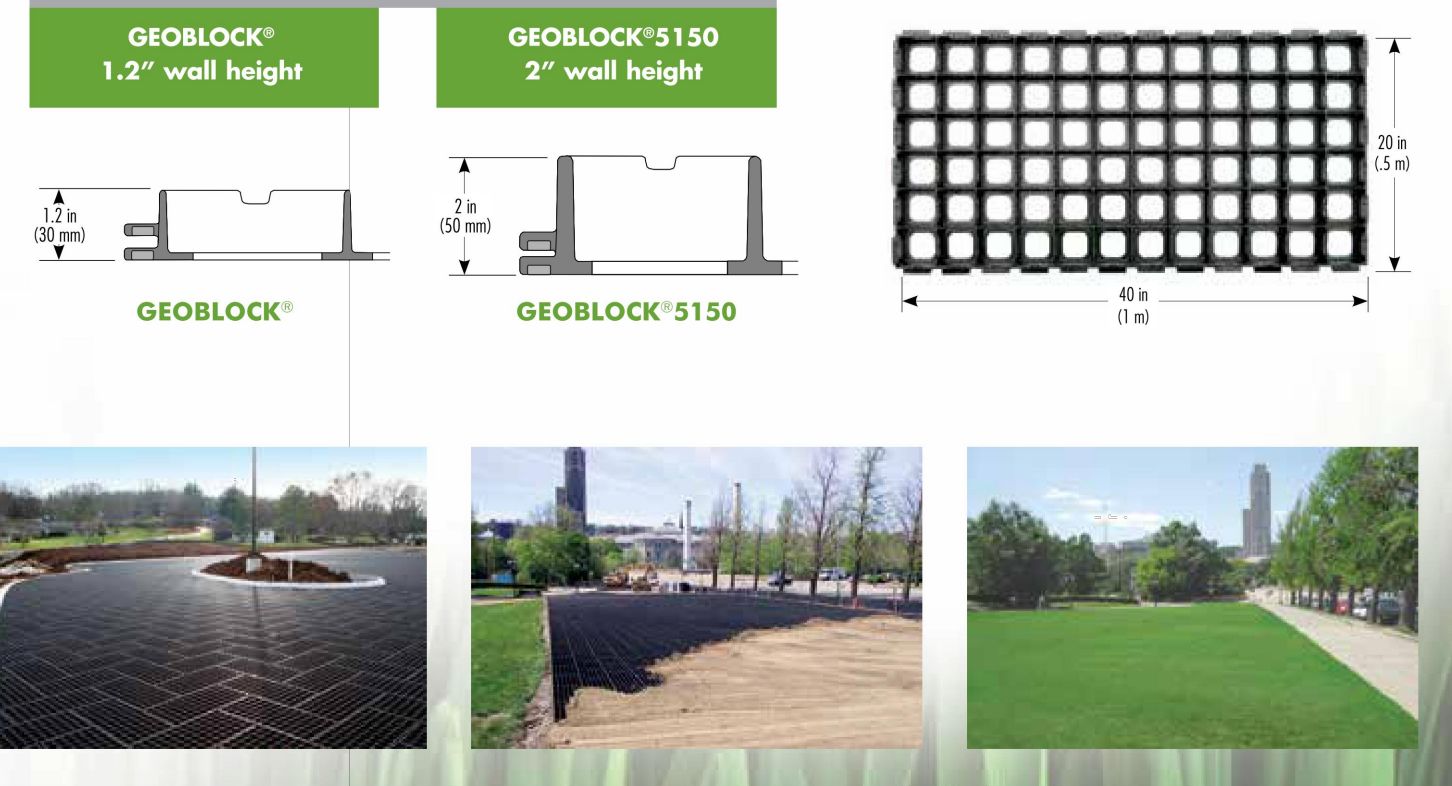 GEOBLOCK®
1.2″ wall height
GEOBLOCK®5150
2″ wall height
1.2 in
(30 mm)
2 in
(50 mm)
20 in
(.5 m)
40 in
(1 m)
GEOBLOCK®
GEOBLOCK®5150